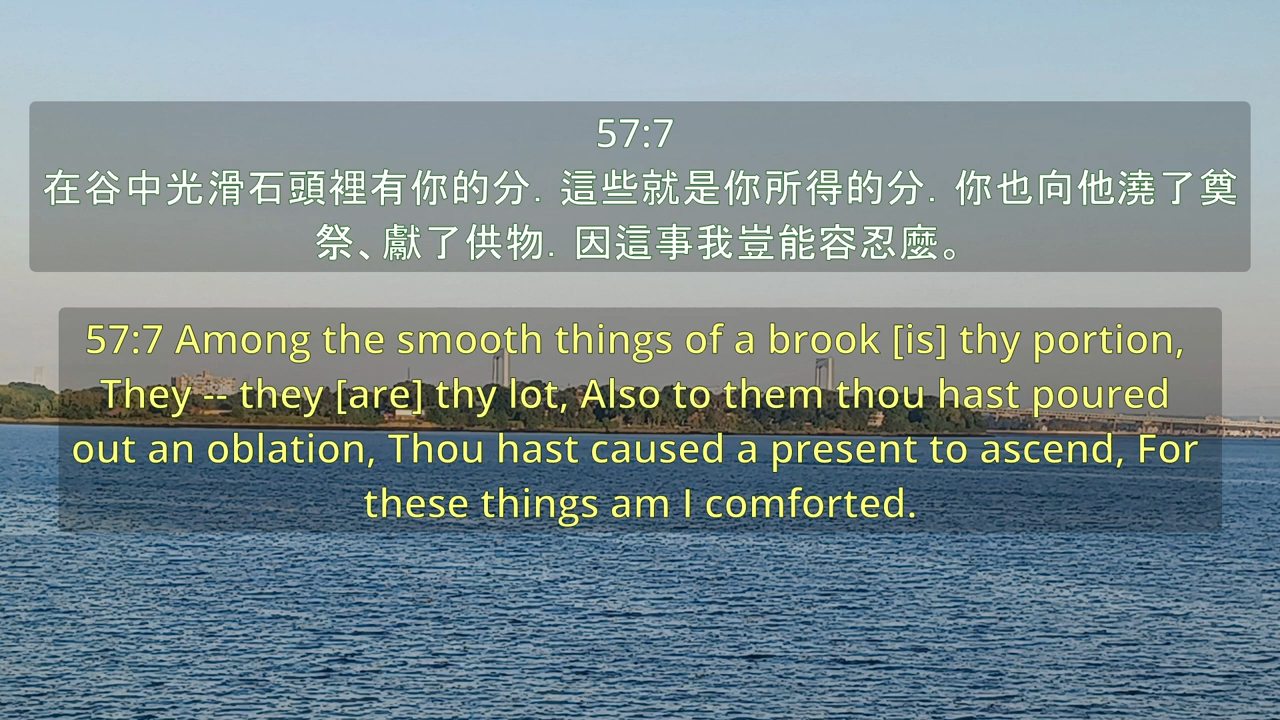 57:7
在谷中光滑石頭裡有你的分．這些就是你所得的分．你也向他澆了奠
祭、獻了供物．因這事我豈能容忍麼。
57:7 Among the smooth things of a brook [is] thy portion,
They -- they [are] thy lot, Also to them thou hast poured
out an oblation, Thou hast caused a present to ascend, For
these things am I comforted.